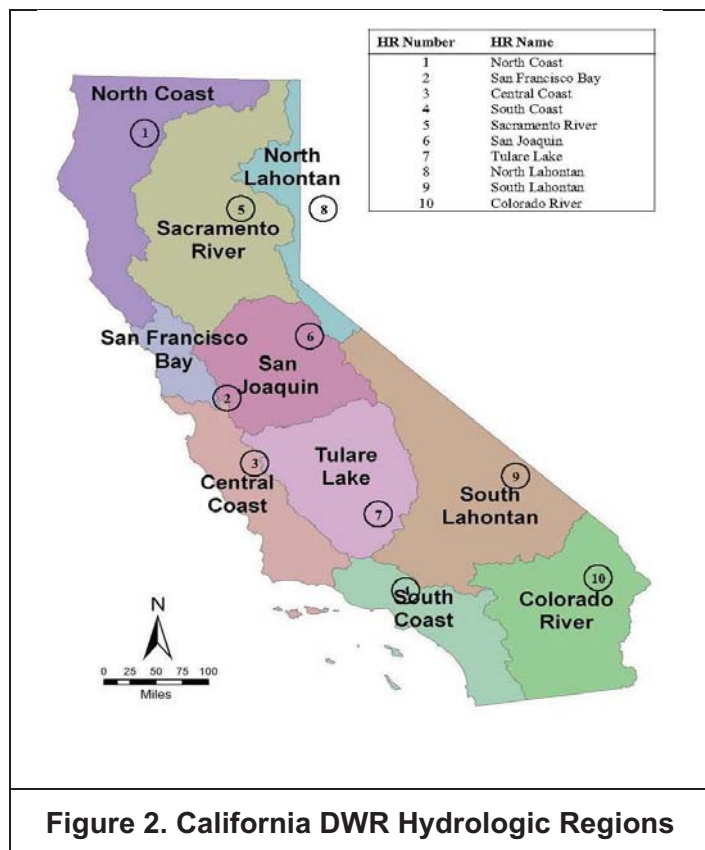 HR Number HR Name
1 North Coast
2 San Francisco Bay
3 Central Coast
4 South Coast
5 Sacramento River
6 San Joaquin
7 Tulare Lake
8 North Lahontan
9 South Lahontan
10 Colorado River
North Coast
1
North
Lahontan
5
8
Sacramento
River
San Francisco
Bay
6
San
Joaquin
2
Tulare
Lake
3
Central
Coast
7
9
South
Lahontan
South
Coast
10
Colorado
River
N
0 25 50 75 100
Miles
Figure 2. California DWR Hydrologic Regions